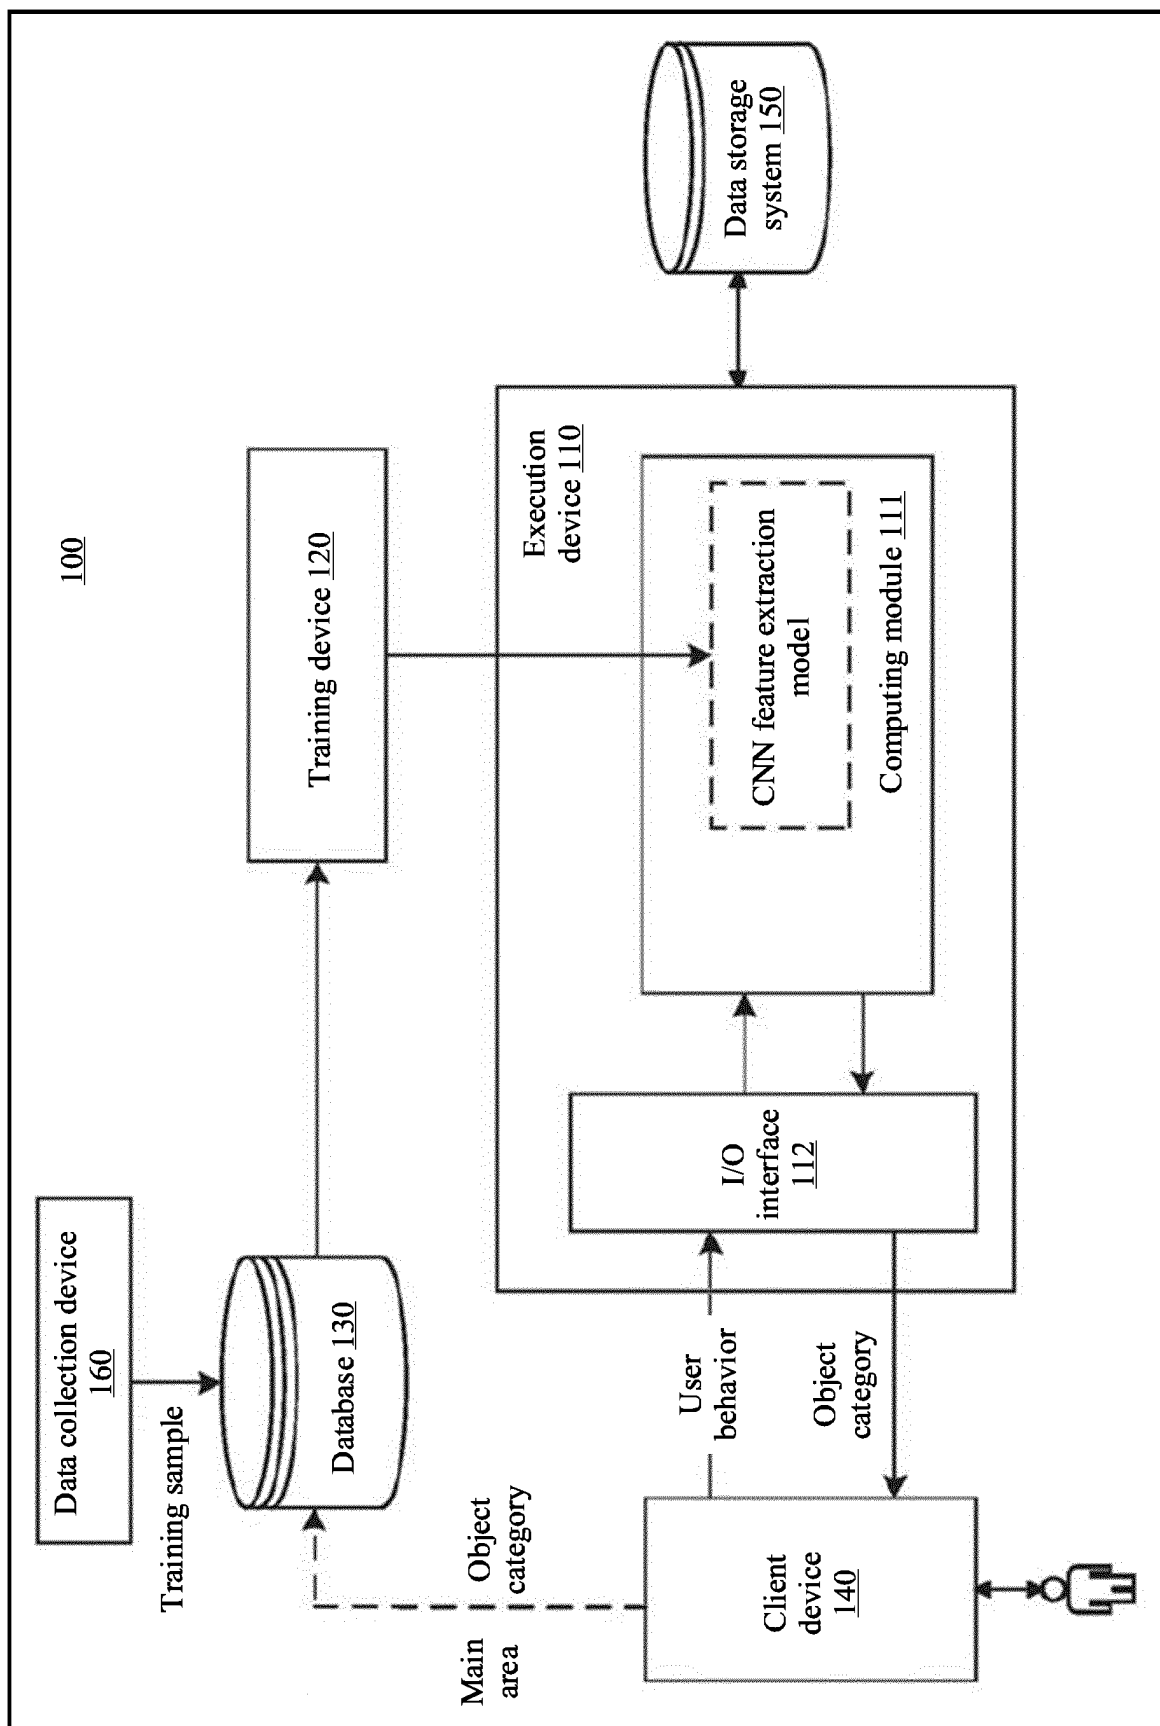 100
Data collection device
160
Training sample
Database 130
Training device 120
Main
area
Object
category
Execution
device 110
User
behavior
Object
category
I/O
interface
112
CNN feature extraction
model
Computing module 111
Data storage
system 150
Client
device
140